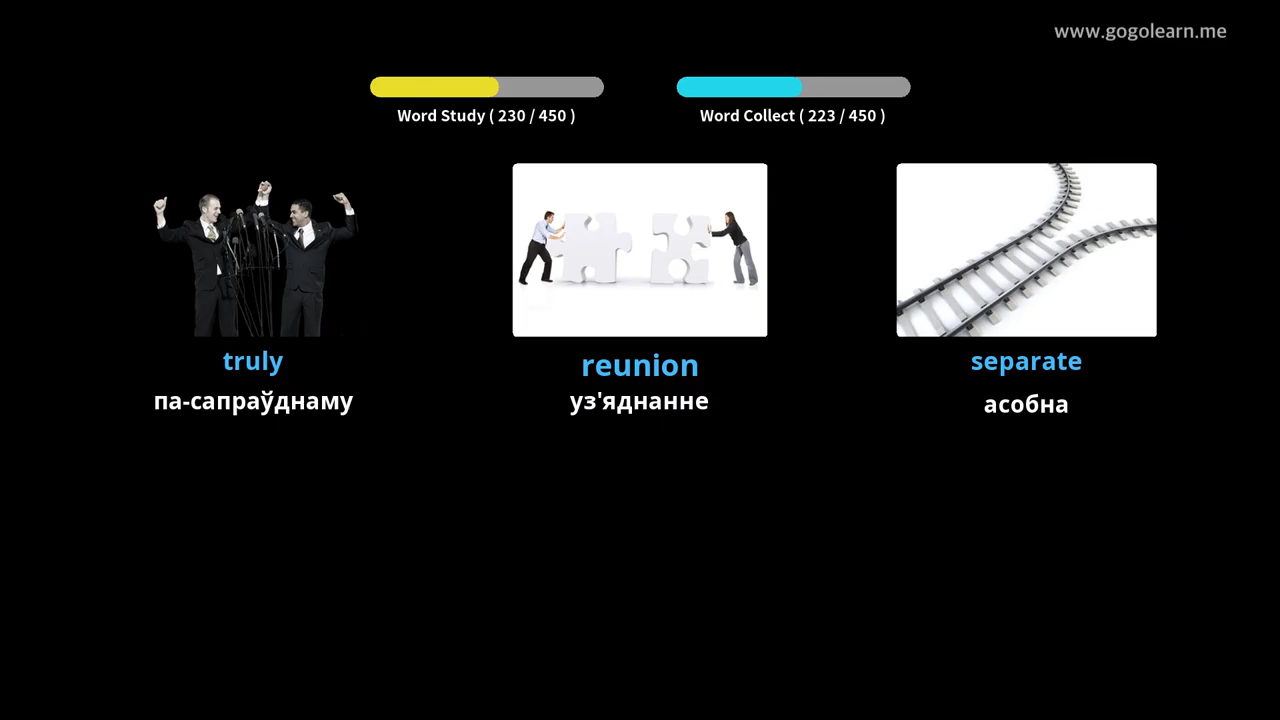 www.gogolearn.me
Word Study ( 230 / 450 )
Word Collect ( 223 / 450 )
truly
reunion
separate
па-сапраўднаму
уз'яднанне
асобна